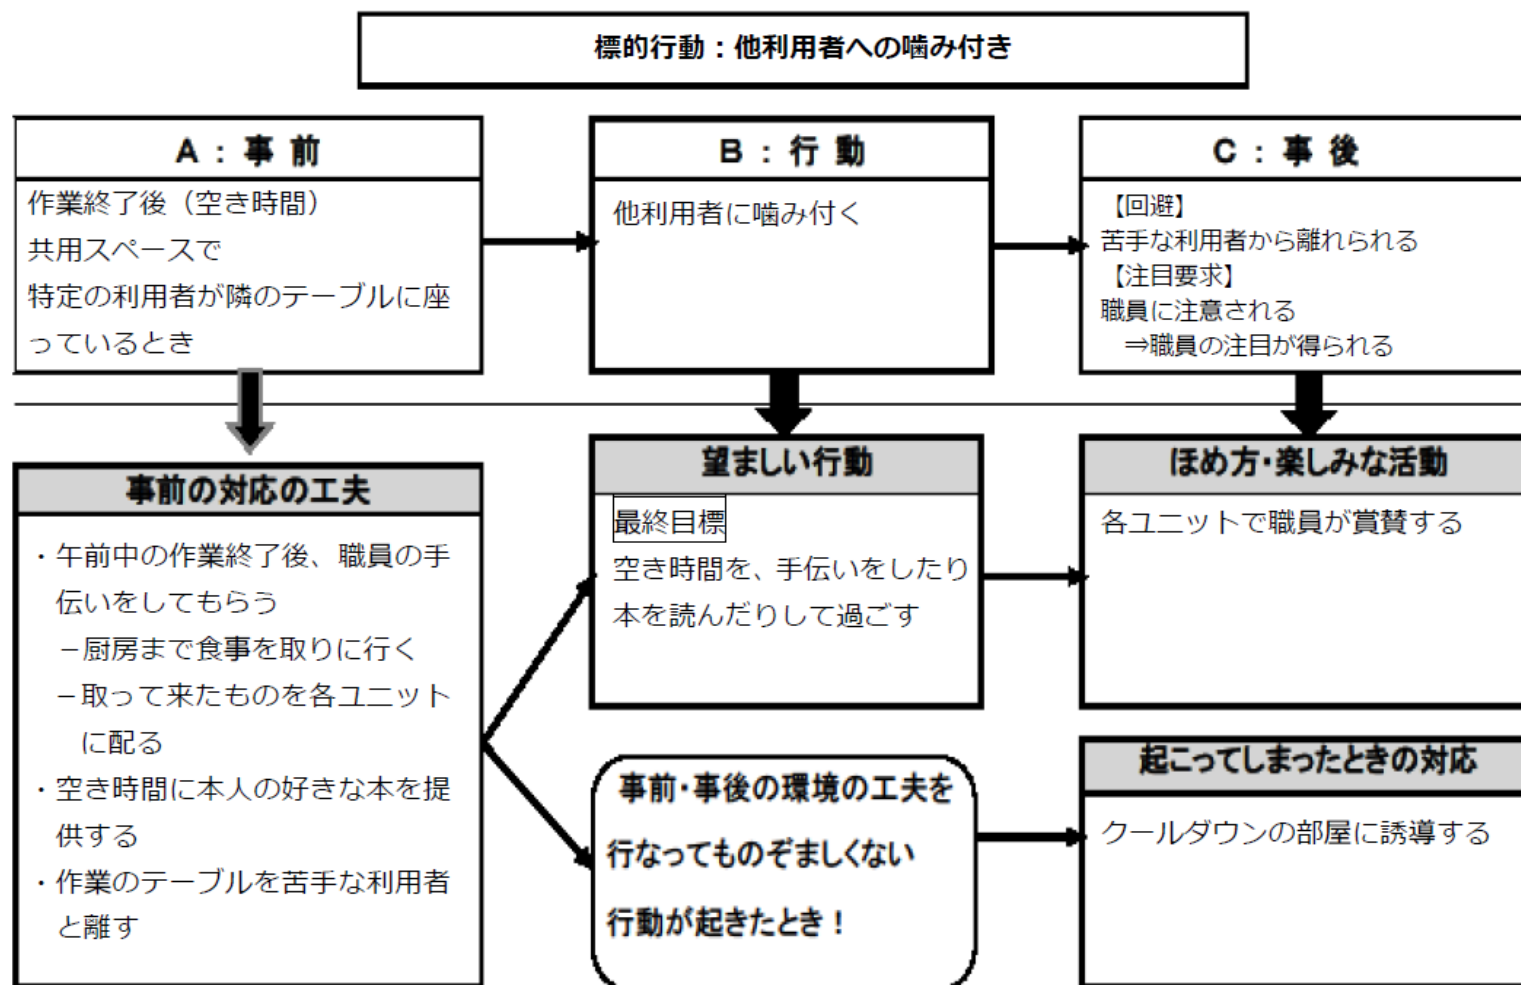 標的行動：他利用者への噛み付き
A：事前
作業終了後（空き時間）
共用スペースで
特定の利用者が隣のテーブルに座
っているとき
B：行動
他利用者に噛み付く
C：事後
【回避】
苦手な利用者から離れられる
【注目要求】
職員に注意される
⇒職員の注目が得られる
事前の対応の工夫
・午前中の作業終了後、職員の手
伝いをしてもらう
－厨房まで食事を取りに行く
－取って来たものを各ユニット
に配る
・空き時間に本人の好きな本を提
供する
・作業のテーブルを苦手な利用者
と離す
望ましい行動
最終目標
空き時間を、手伝いをしたり
本を読んだりして過ごす
ほめ方・楽しみな活動
各ユニットで職員が賞賛する
事前・事後の環境の工夫を
行なってものぞましくない
行動が起きたとき！
起こってしまったときの対応
クールダウンの部屋に誘導する